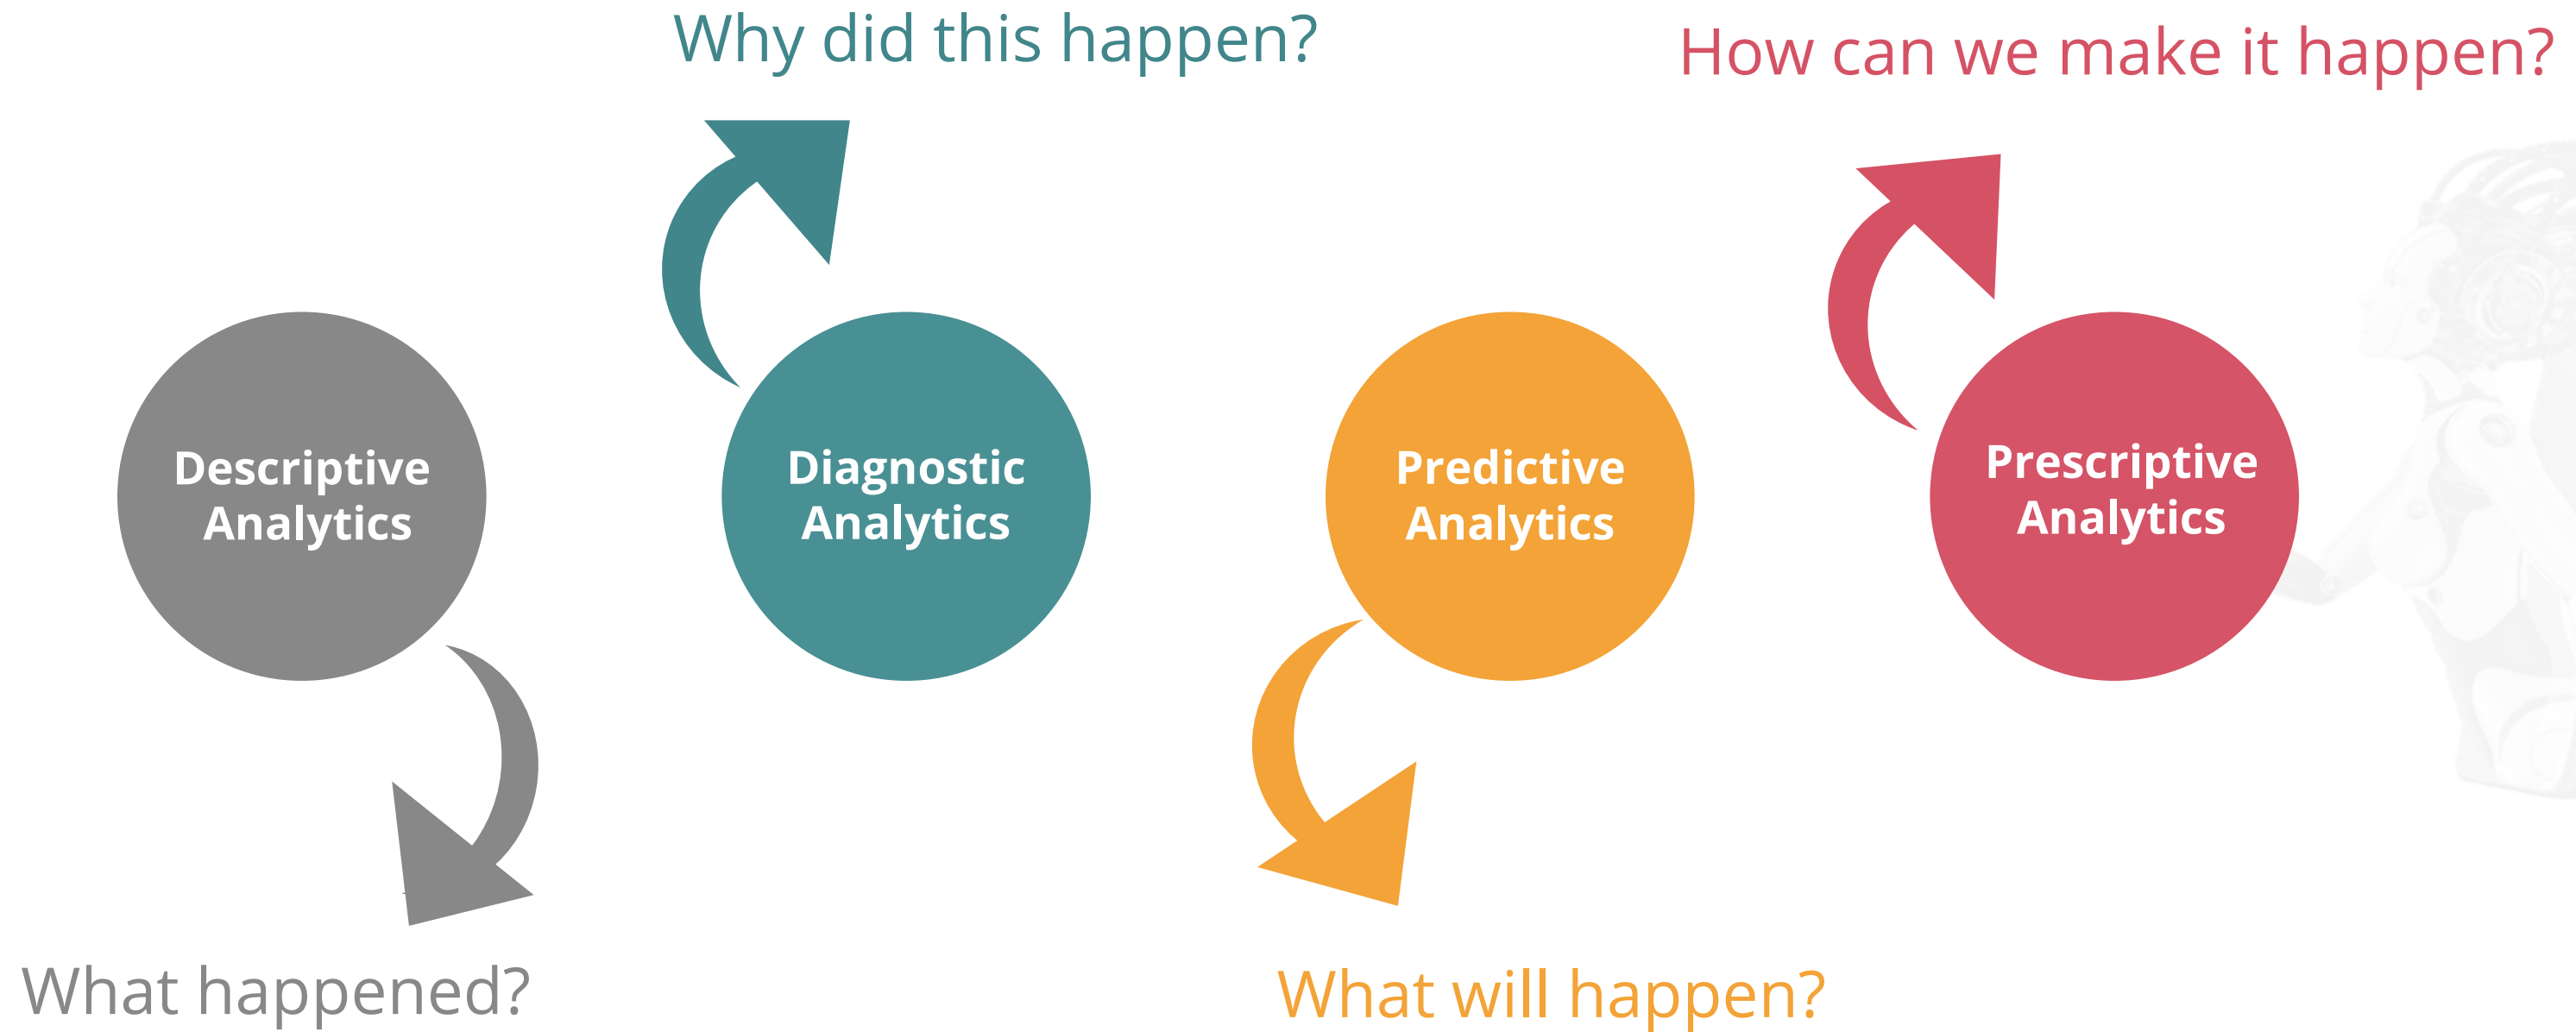 Why did this happen?
How can we make it happen?
Descriptive
Analytics
Diagnostic
Analytics
Predictive
Analytics
Prescriptive
Analytics
What happened?
What will happen?